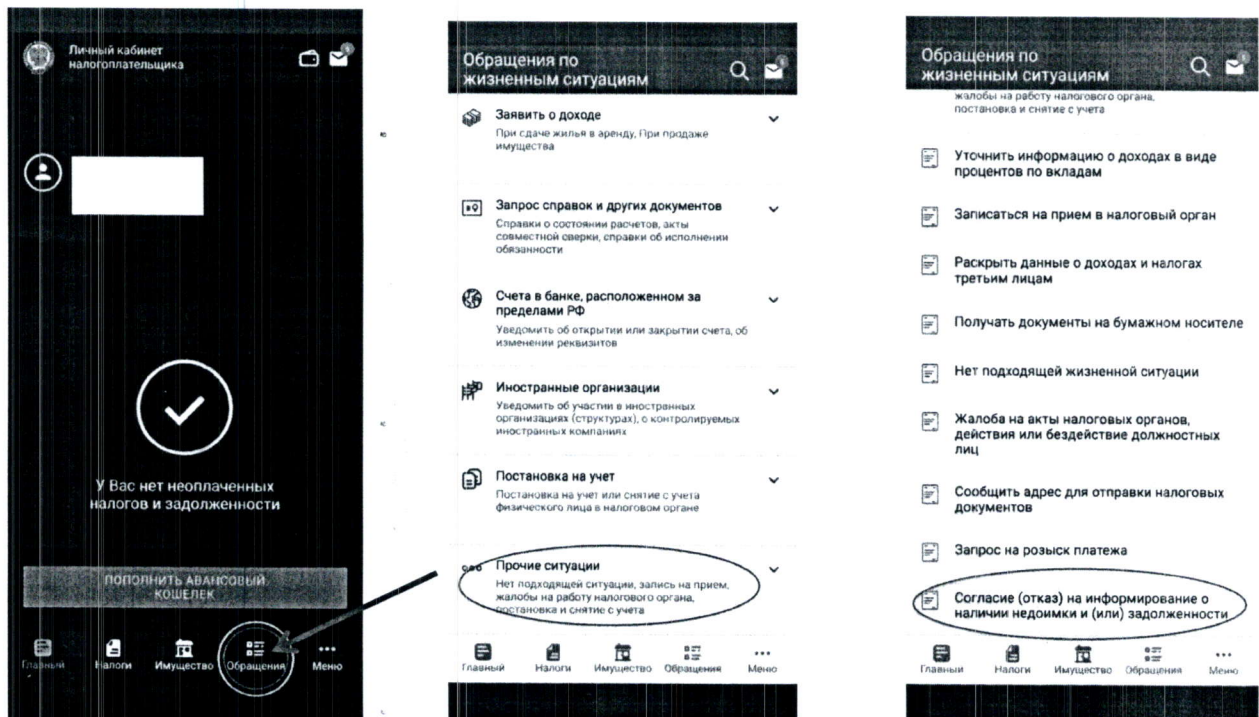 Личный кабинет
налогоплательщика
У Вас нет неоплаченных
налогов и задолженности
ПОПОЛНИТЬ АВАНСОВЫЙ
КОШЕЛЕК
Главный
Налоги
Имущество
Обращения
Меню
Обращения по
жизненным ситуациям
Заявить о доходе
При сдаче жилья в аренду, При продаже
имущества
Запрос справок и других документов
Справки о состоянии расчетов, акты
совместной сверки, справки об исполнении
обязанности
Счета в банке, расположенном за
пределами РФ
Уведомить об открытии или закрытии счета, об
изменении реквизитов
Иностранные организации
Уведомить об участии в иностранных
организациях (структурах), о контролируемых
иностранных компаниях
Постановка на учет
Постановка на учет или снятие с учета
физического лица в налоговом органе
Прочие ситуации
Нет подходящей ситуации, запись на прием,
жалобы на работу налогового органа,
постановка и снятие с учета
Главный
Налоги
Имущество
Обращения
Меню
Обращения по
жизненным ситуациям
жалобы на работу налогового органа,
постановка и снятие с учета
Уточнить информацию о доходах в виде
процентов по вкладам
Записаться на прием в налоговый орган
Раскрыть данные о доходах и налогах
третьим лицам
Получать документы на бумажном носителе
Нет подходящей жизненной ситуации
Жалоба на акты налоговых органов,
действия или бездействие должностных
лиц
Сообщить адрес для отправки налоговых
документов
Запрос на розыск платежа
Согласие (отказ) на информирование о
наличии недоимки и (или) задолженности
Главный
Налоги
Имущество
Обращения
Меню